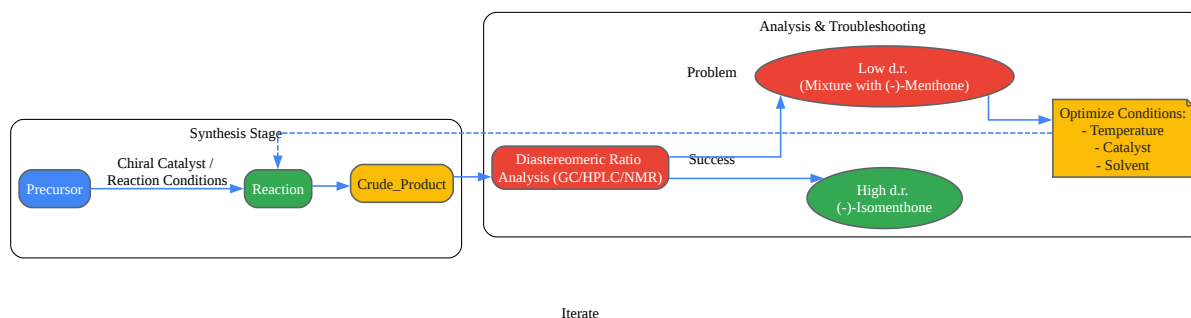 Analysis & Troubleshooting
Problem
Low d.r.
(Mixture with (-)-Menthone)
Optimize Conditions:
- Temperature
- Catalyst
- Solvent
Synthesis Stage
Chiral Catalyst /
Reaction Conditions
Precursor
Reaction
Crude_Product
Diastereomeric Ratio
Analysis (GC/HPLC/NMR)
Success
High d.r.
(-)-Isomenthone
Iterate